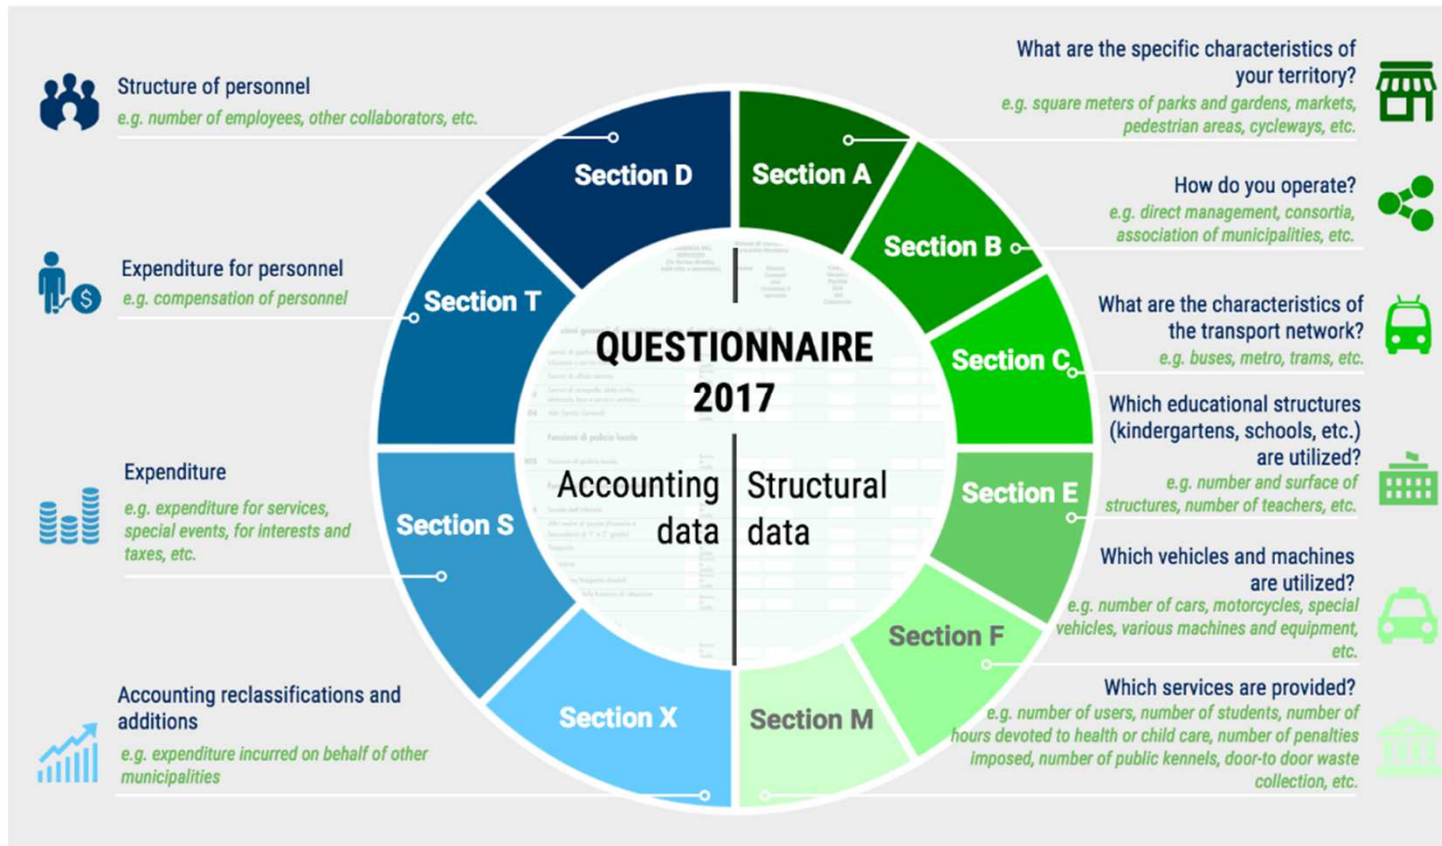 Structure of personnel
e.g. number of employees, other collaborators, etc.
Expenditure for personnel
e.g. compensation of personnel
Expenditure
e.g. expenditure for services,
special events, for interests and
taxes, etc.
Accounting reclassifications and
additions
e.g. expenditure incurred on behalf of other
municipalities
Section D
Section T
Section S
Section X
QUESTIONNAIRE
2017
Accounting
data
Structural
data
Section A
Section B
Section C
Section E
Section F
Section M
What are the specific characteristics of
your territory?
e.g. square meters of parks and gardens, markets,
pedestrian areas, cycleways, etc.
How do you operate?
e.g. direct management, consortia,
association of municipalities, etc.
What are the characteristics of
the transport network?
e.g. buses, metro, trams, etc.
Which educational structures
(kindergartens, schools, etc.)
are utilized?
e.g. number and surface of
structures, number of teachers, etc.
Which vehicles and machines
are utilized?
e.g. number of cars, motorcycles, special
vehicles, various machines and equipment,
etc.
Which services are provided?
e.g. number of users, number of students, number of
hours devoted to health or child care, number of penalties
imposed, number of public kennels, door-to door waste
collection, etc.
$